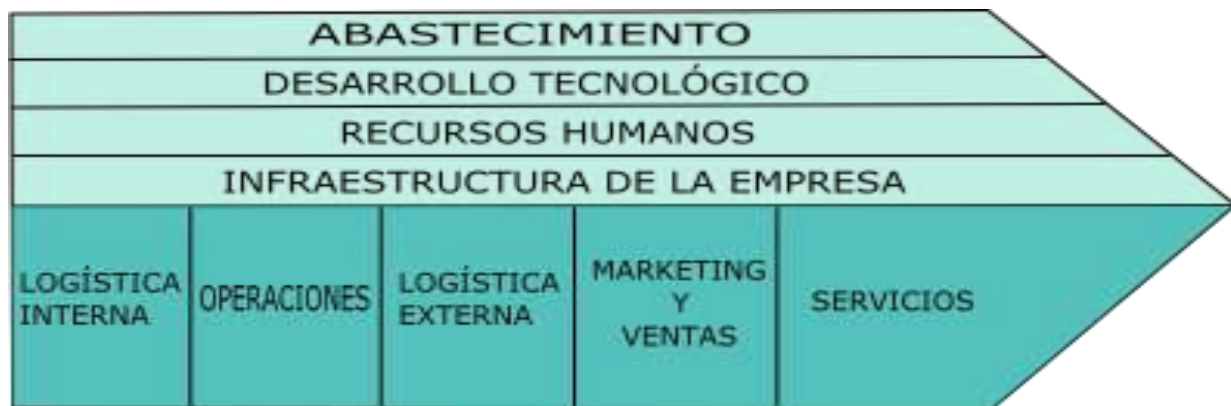 ABASTECIMIENTO
DESARROLLO TECNOLÓGICO
RECURSOS HUMANOS
INFRAESTRUCTURA DE LA EMPRESA
LOGÍSTICA
INTERNA
OPERACIONES
LOGÍSTICA
EXTERNA
MARKETING
Y
VENTAS
SERVICIOS